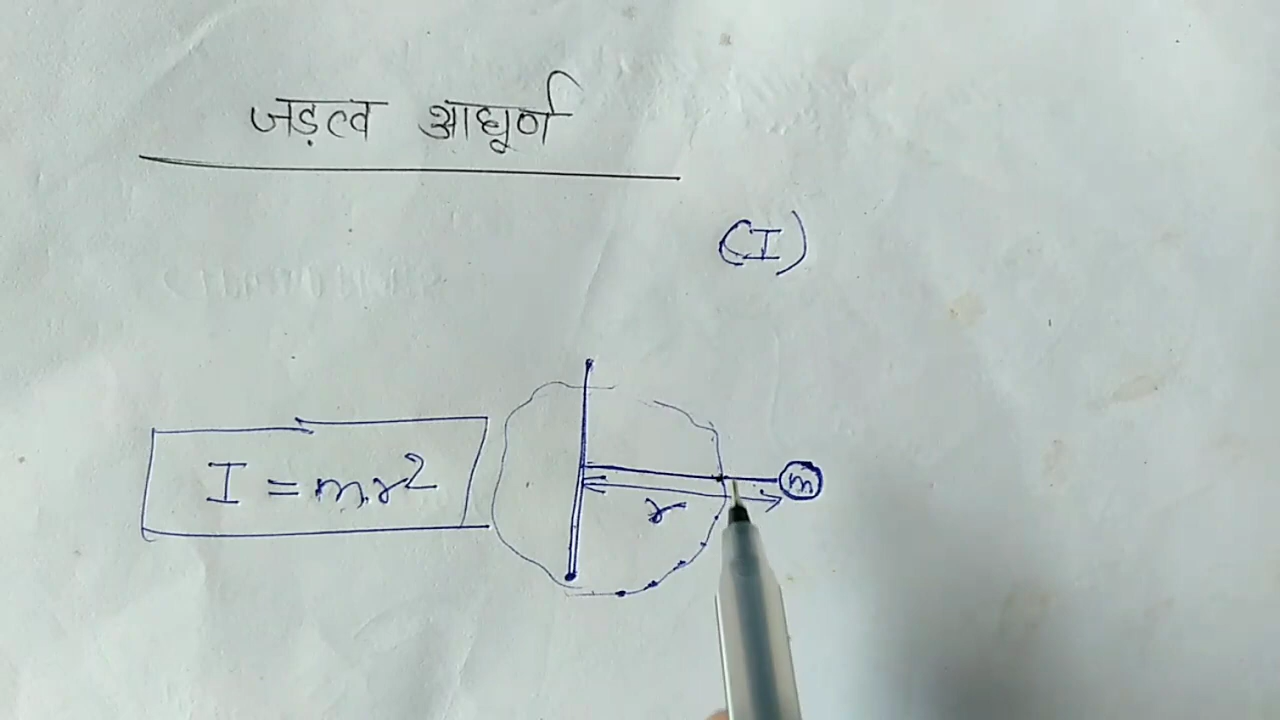 जड़त्व आघूर्ण
(I)
I = mr²
r
m